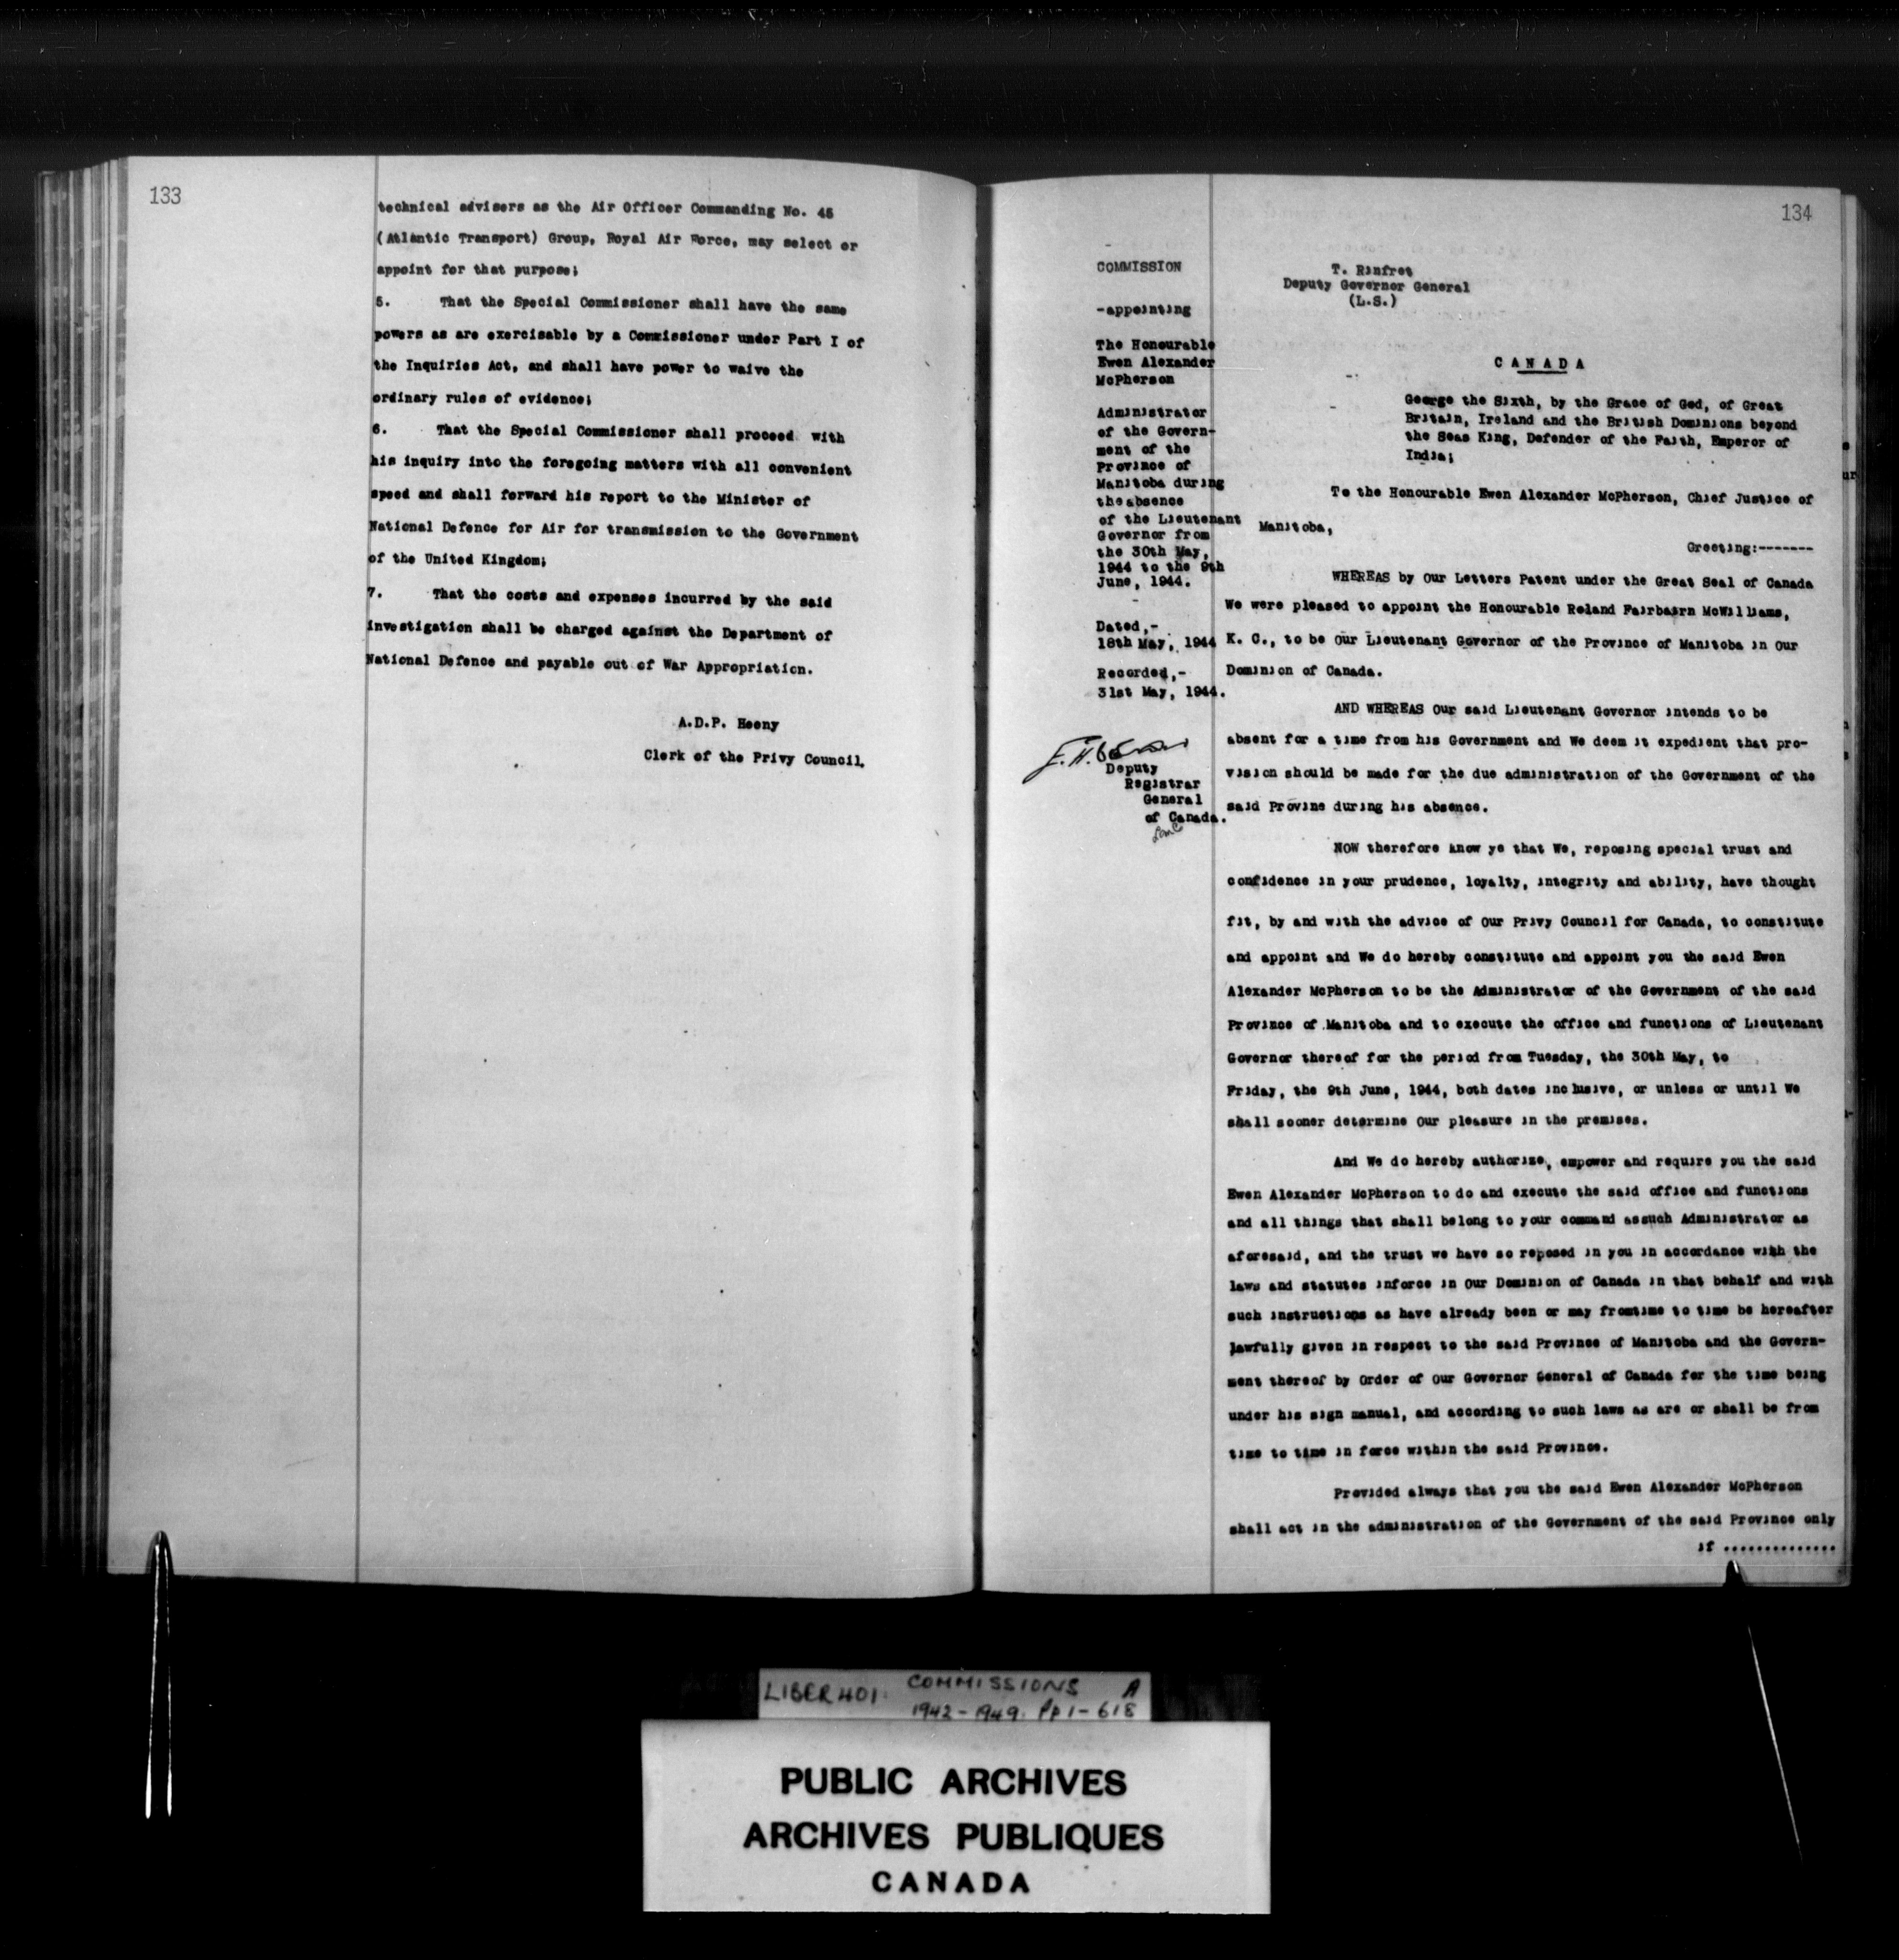 133
technical advisers as the Air Officer Commanding No. 45
(Atlantic Transport) Group, Royal Air Force, may select or
appoint for that purpose;
5. That the Special Commissioner shall have the same
powers as are exercisable by a Commissioner under Part I of
the Inquiries Act, and shall have power to waive the
ordinary rules of evidence;
6. That the Special Commissioner shall proceed with
his inquiry into the foregoing matters with all convenient
speed and shall forward his report to the Minister of
National Defence for Air for transmission to the Government
of the United Kingdom;
7. That the costs and expenses incurred by the said
investigation shall be charged against the Department of
National Defence and payable out of War Appropriation.
A.D.P. Heeny
Clerk of the Privy Council.
134
COMMISSION
-appointing
The Honourable
Ewen Alexander
McPherson
Administrator
of the Govern-
ment of the
Province of
Manitoba during
the absence
of the Lieutenant
Governor from
the 30th May,
1944 to the 9th
June, 1944.
Dated,-
18th May, 1944
Recorded,-
31st May, 1944.
Deputy
Registrar
General
of Canada.
T. Rinfret
Deputy Governor General
(L.S.)
CANADA
George the Sixth, by the Grace of God, of Great
Britain, Ireland and the British Dominions beyond
the Seas King, Defender of the Faith, Emperor of
India;
To the Honourable Ewen Alexander McPherson, Chief Justice of
Manitoba,
Greeting:-------
WHEREAS by Our Letters Patent under the Great Seal of Canada
We were pleased to appoint the Honourable Roland Fairbairn McWilliams,
K. C., to be Our Lieutenant Governor of the Province of Manitoba in Our
Dominion of Canada.
AND WHEREAS Our said Lieutenant Governor intends to be
absent for a time from his Government and We deem it expedient that pro-
vision should be made for the due administration of the Government of the
said Provine during his absence.
NOW therefore know ye that We, reposing special trust and
confidence in your prudence, loyalty, integrity and ability, have thought
fit, by and with the advice of Our Privy Council for Canada, to constitute
and appoint and We do hereby constitute and appoint you the said Ewen
Alexander McPherson to be the Administrator of the Government of the said
Province of Manitoba and to execute the office and functions of Lieutenant
Governor thereof for the period from Tuesday, the 30th May, to
Friday, the 9th June, 1944, both dates inclusive, or unless or until We
shall sooner determine Our pleasure in the premises.
And We do hereby authorize, empower and require you the said
Ewen Alexander McPherson to do and execute the said office and functions
and all things that shall belong to your command assuch Administrator as
aforesaid, and the trust we have so reposed in you in accordance with the
laws and statutes inforce in Our Dominion of Canada in that behalf and with
such instructions as have already been or may fromtime to time be hereafter
lawfully given in respect to the said Province of Manitoba and the Govern-
ment thereof by Order of Our Governor General of Canada for the time being
under his sign manual, and according to such laws as are or shall be from
time to time in force within the said Province.
Provided always that you the said Ewen Alexander McPherson
shall act in the administration of the Government of the said Province only
if ..............
LIBER 401 COMMISSIONS A
1942-1949. Pp 1-618
PUBLIC ARCHIVES
ARCHIVES PUBLIQUES
CANADA